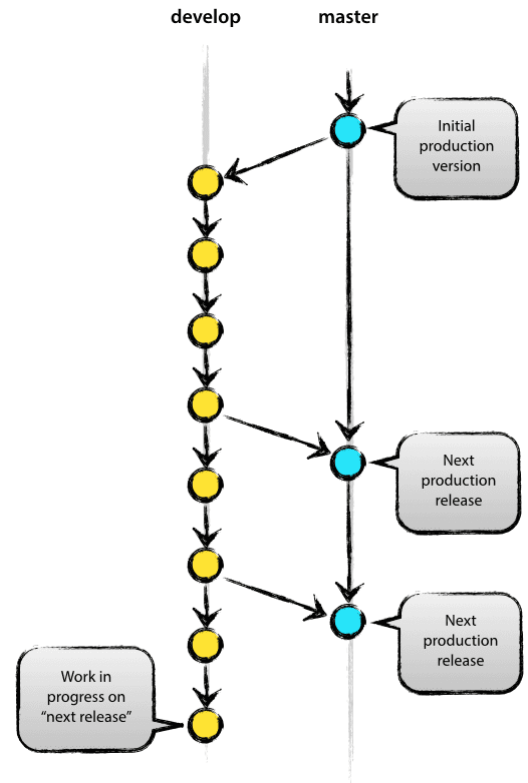 develop
master
Initial
production
version
Next
production
release
Next
production
release
Work in
progress on
“next release”